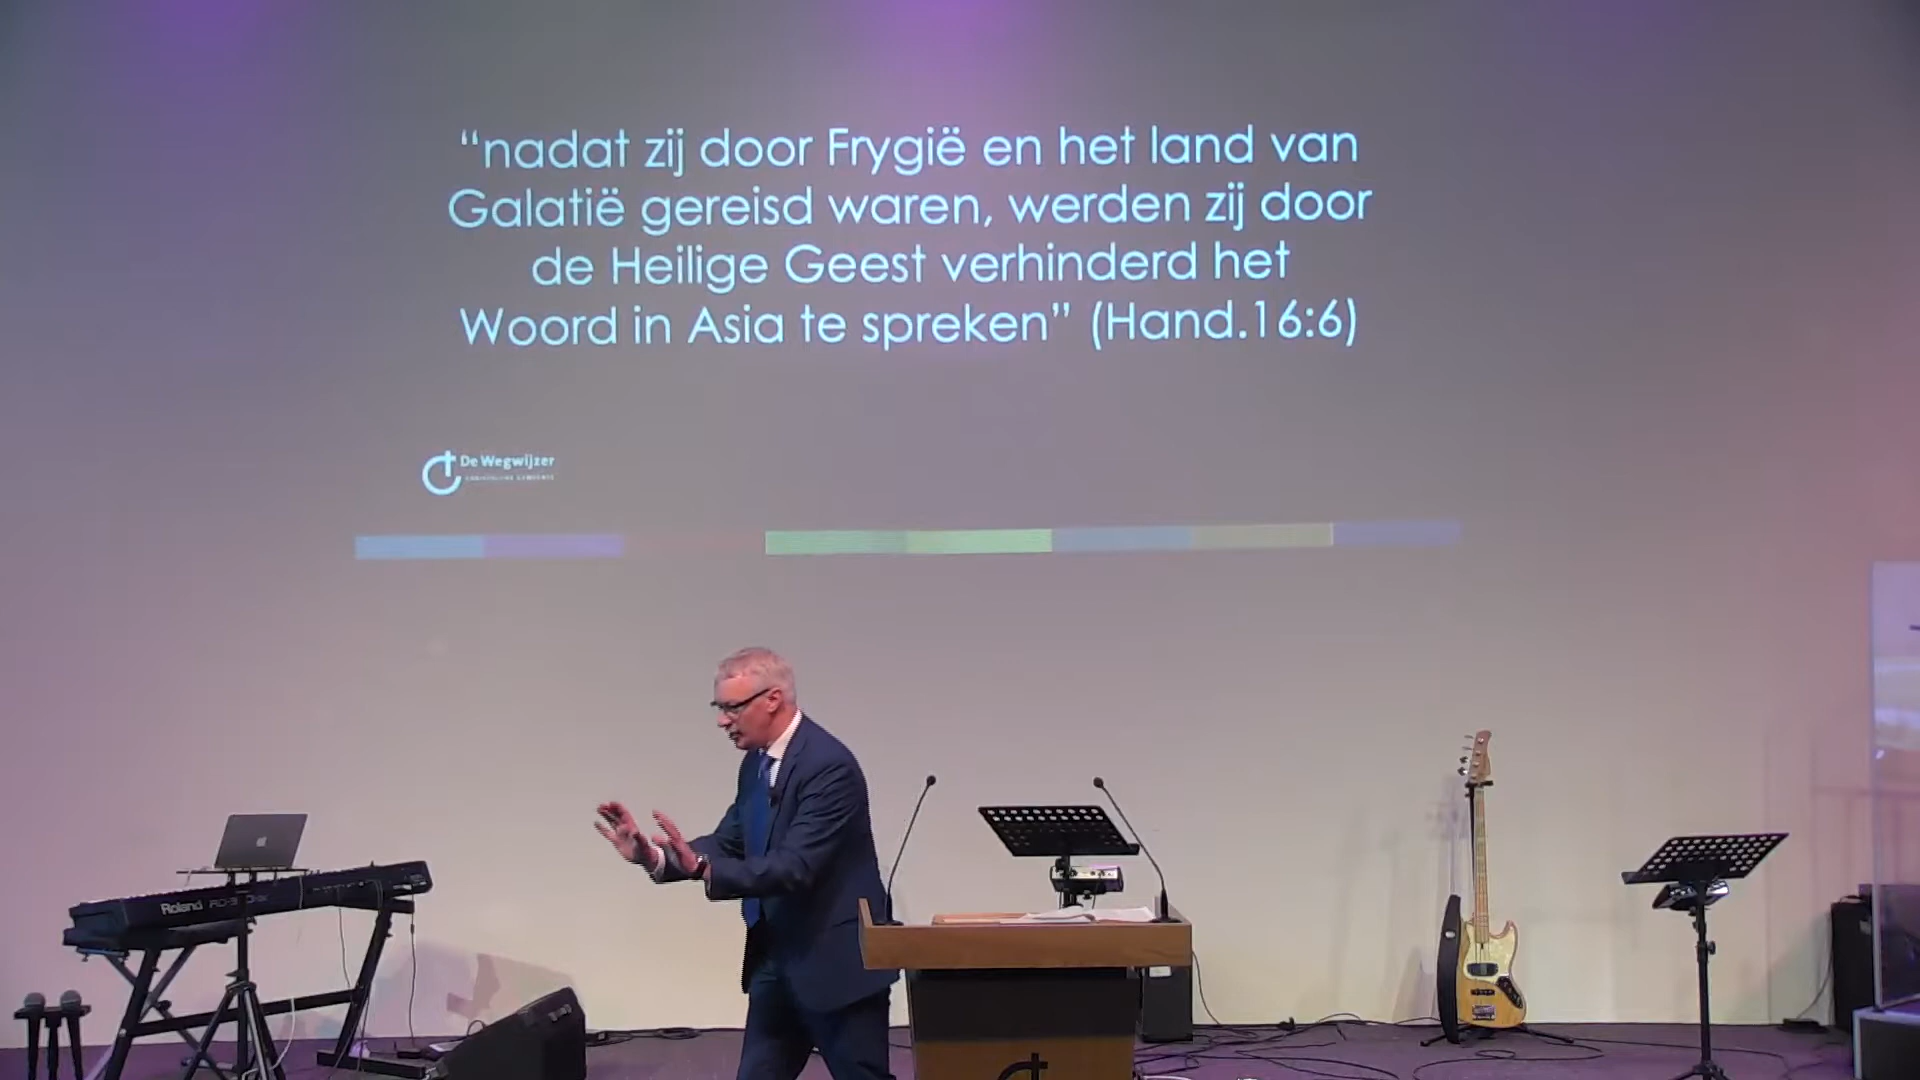 “nadat zij door Frygië en het land van
Galatië gereisd waren, werden zij door
de Heilige Geest verhinderd het
Woord in Asia te spreken” (Hand.16:6)
De Wegwijzer
Roland